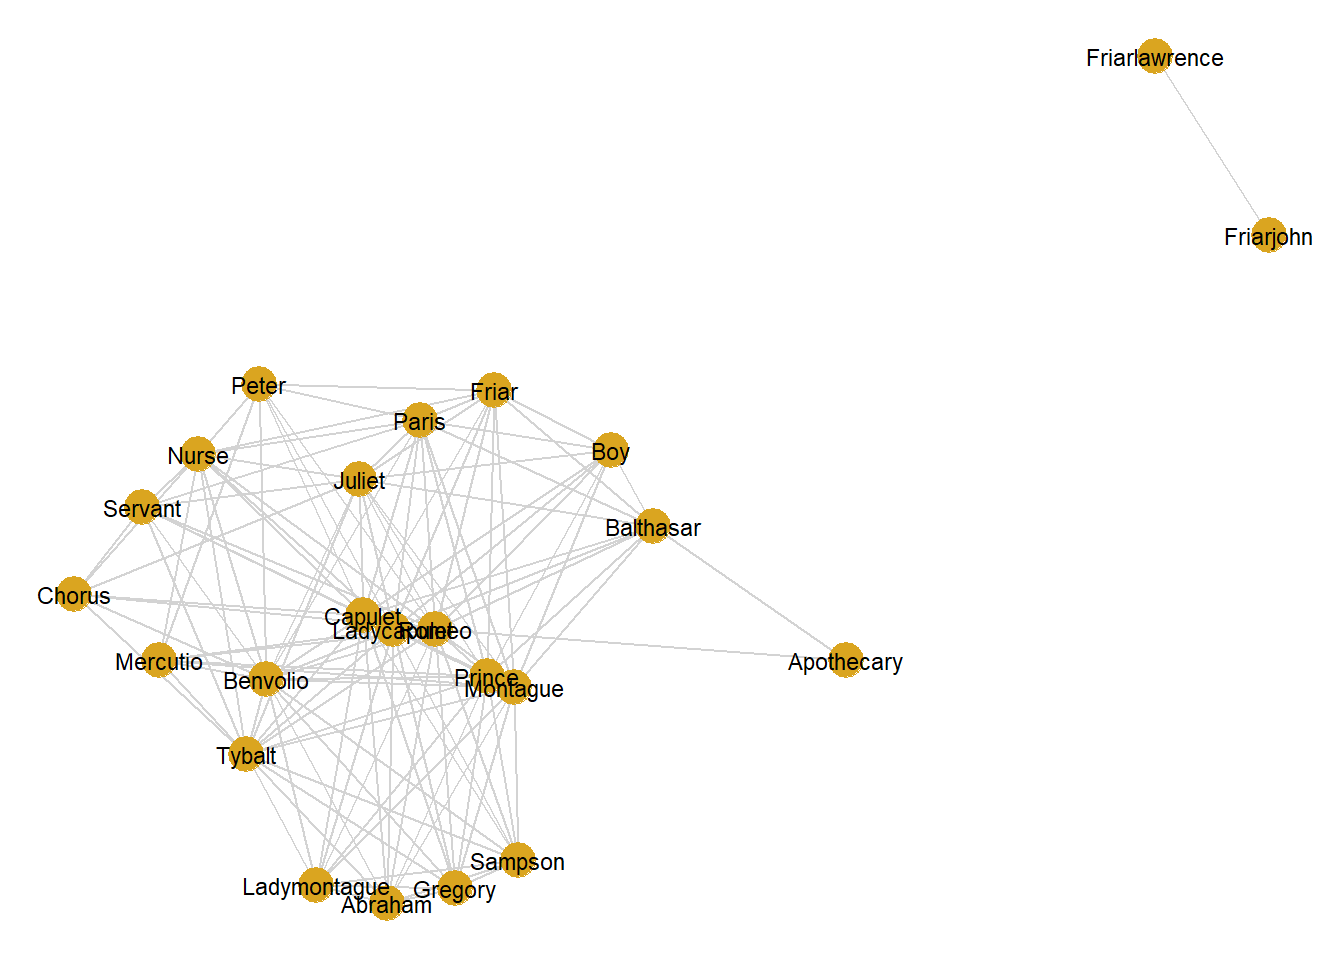 Friarlawrence
Friarjohn
Peter
Friar
Paris
Nurse
Boy
Juliet
Servant
Balthasar
Chorus
Capulet
Ladycapulet
Romeo
Mercutio
Apothecary
Benvolio
Prince
Montague
Tybalt
Sampson
Ladymontague
Gregory
Abraham